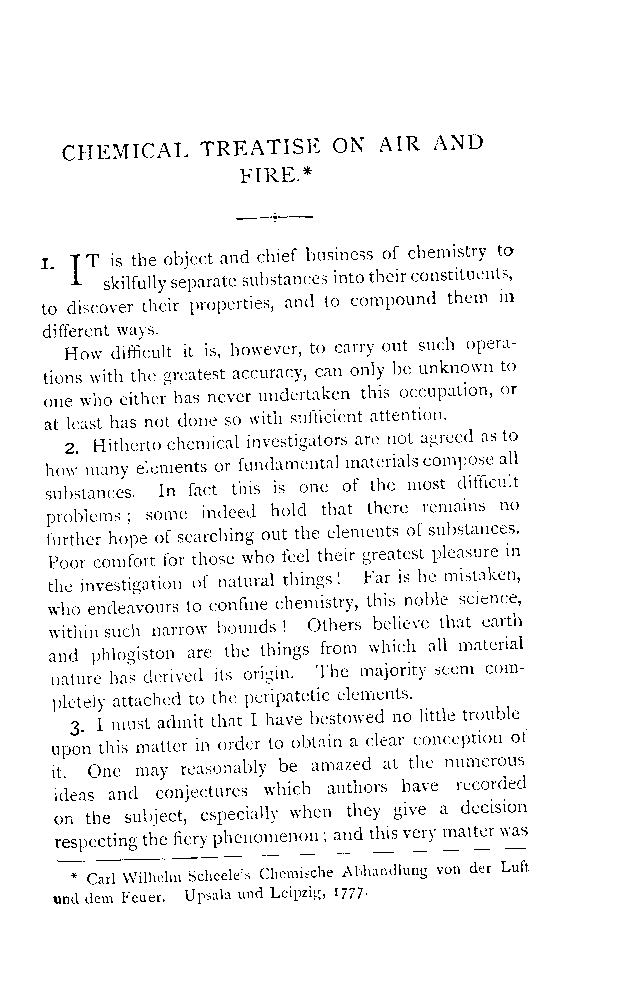 CHEMICAL TREATISE ON AIR AND
FIRE.*
1. IT is the object and chief business of chemistry to
skilfully separate substances into their constituents,
to discover their properties, and to compound them in
different ways.
How difficult it is, however, to carry out such opera-
tions with the greatest accuracy, can only be unknown to
one who either has never undertaken this occupation, or
at least has not done so with sufficient attention.
2. Hitherto chemical investigators are not agreed as to
how many elements or fundamental materials compose all
substances. In fact this is one of the most difficult
problems; some indeed hold that there remains no
further hope of searching out the elements of substances.
Poor comfort for those who feel their greatest pleasure in
the investigation of natural things! Far is he mistaken,
who endeavours to confine chemistry, this noble science,
within such narrow bounds! Others believe that earth
and phlogiston are the things from which all material
nature has derived its origin. The majority seem com-
pletely attached to the peripatetic elements.
3. I must admit that I have bestowed no little trouble
upon this matter in order to obtain a clear conception of
it. One may reasonably be amazed at the numerous
ideas and conjectures which authors have recorded
on the subject, especially when they give a decision
respecting the fiery phenomenon; and this very matter was
* Carl Wilhelm Scheele's Chemische Abhandlung von der Luft
und dem Feuer. Upsala und Leipzig, 1777.